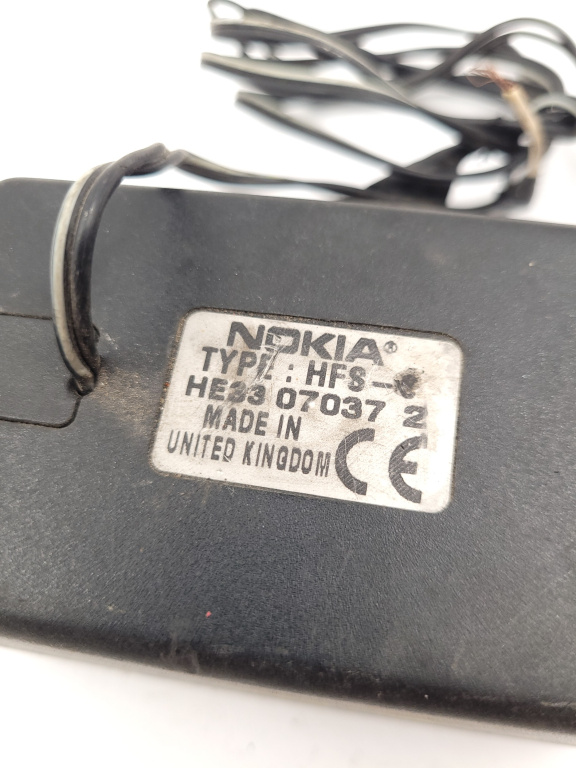 NOKIA®
TYPE: HFS-
HE33 07037 2
MADE IN
UNITED KINGDOM CE